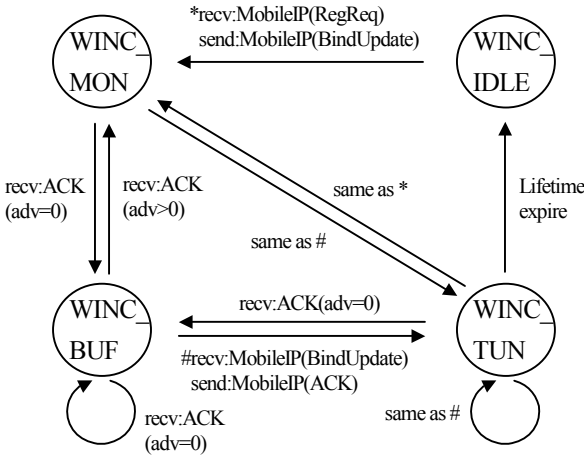 *recv:MobileIP(RegReq)
send:MobileIP(BindUpdate)
WINC_
MON
WINC_
IDLE
recv:ACK
(adv=0)
recv:ACK
(adv>0)
same as *
same as #
Lifetime
expire
WINC_
BUF
recv:ACK(adv=0)
#recv:MobileIP(BindUpdate)
send:MobileIP(ACK)
WINC_
TUN
recv:ACK
(adv=0)
same as #